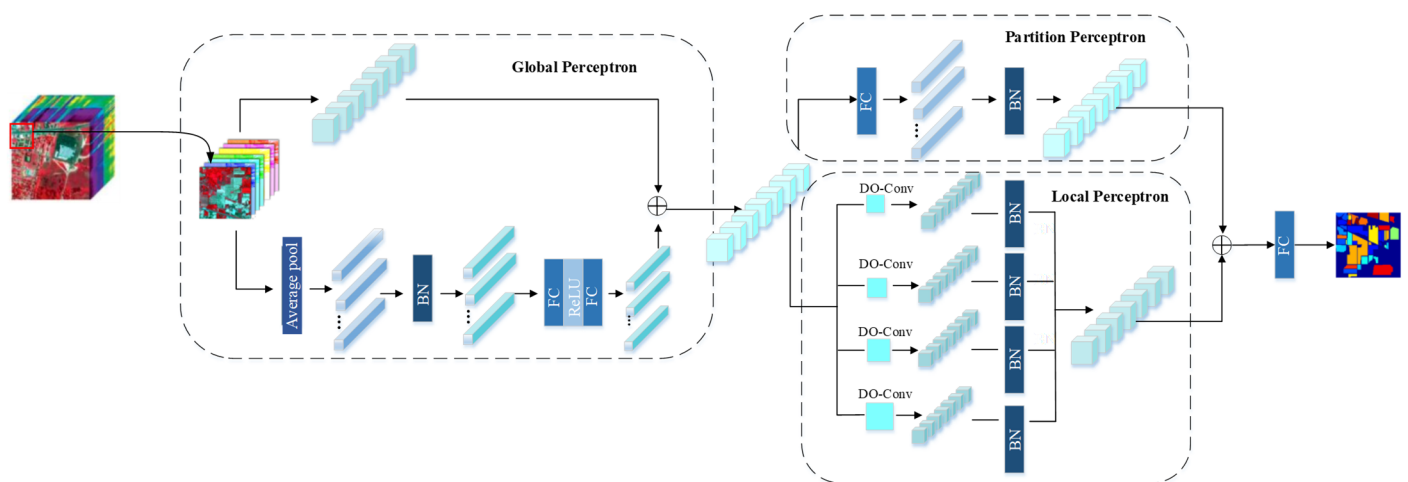 Global Perceptron
Average pool
BN
FC
ReLU
FC
Partition Perceptron
FC
BN
Local Perceptron
DO-Conv
BN
DO-Conv
BN
DO-Conv
BN
DO-Conv
BN
FC